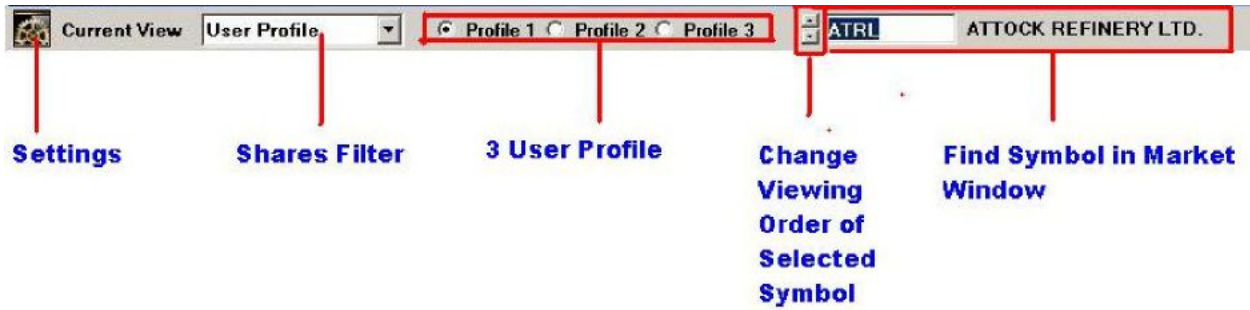 Current View User Profile Profile 1 Profile 2 Profile 3 ATRL ATTOCK REFINERY LTD.
Settings
Shares Filter
3 User Profile
Change
Viewing
Order of
Selected
Symbol
Find Symbol in Market
Window